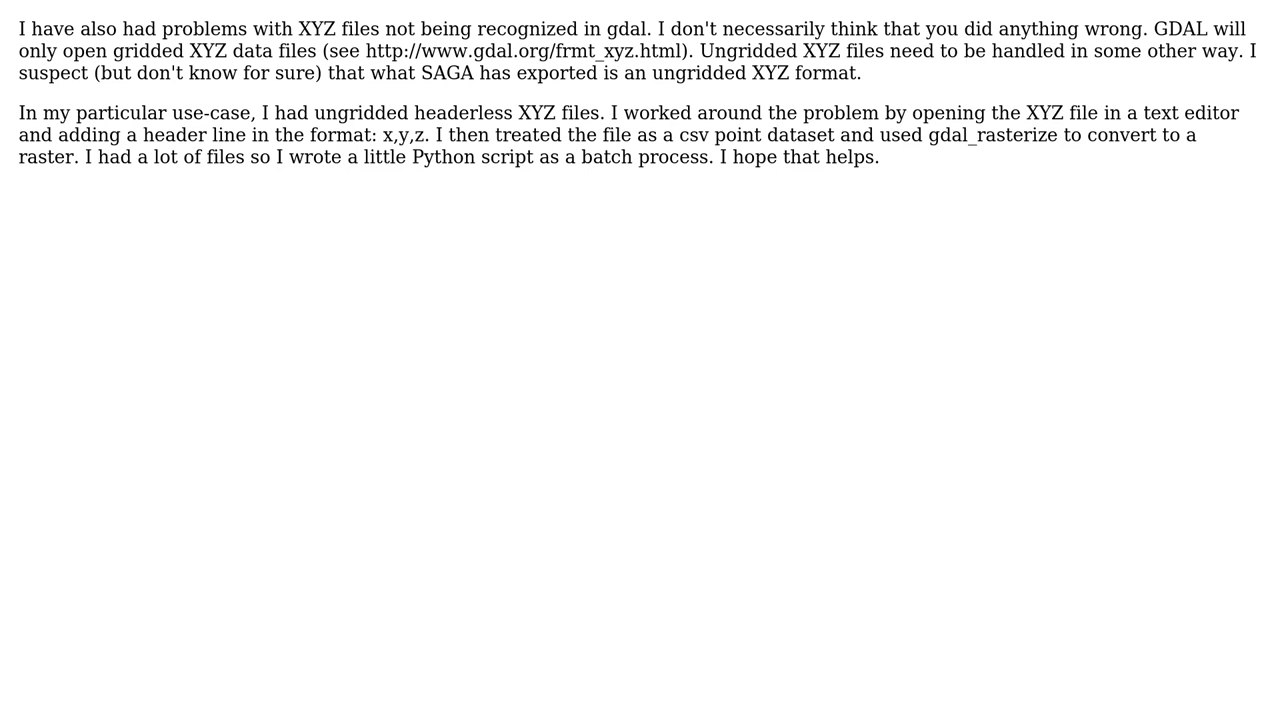 I have also had problems with XYZ files not being recognized in gdal. I don't necessarily think that you did anything wrong. GDAL will
only open gridded XYZ data files (see http://www.gdal.org/frmt_xyz.html). Ungridded XYZ files need to be handled in some other way. I
suspect (but don't know for sure) that what SAGA has exported is an ungridded XYZ format.
In my particular use-case, I had ungridded headerless XYZ files. I worked around the problem by opening the XYZ file in a text editor
and adding a header line in the format: x,y,z. I then treated the file as a csv point dataset and used gdal_rasterize to convert to a
raster. I had a lot of files so I wrote a little Python script as a batch process. I hope that helps.